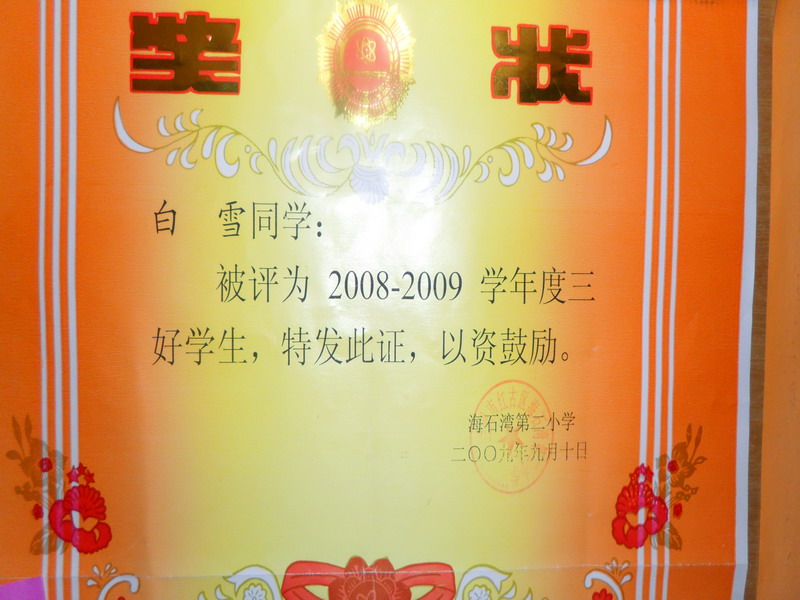 奖状
白 雪同学：
被评为 2008-2009 学年度三
好学生，特发此证，以资鼓励。
海石湾第二小学
二〇〇九年九月十日